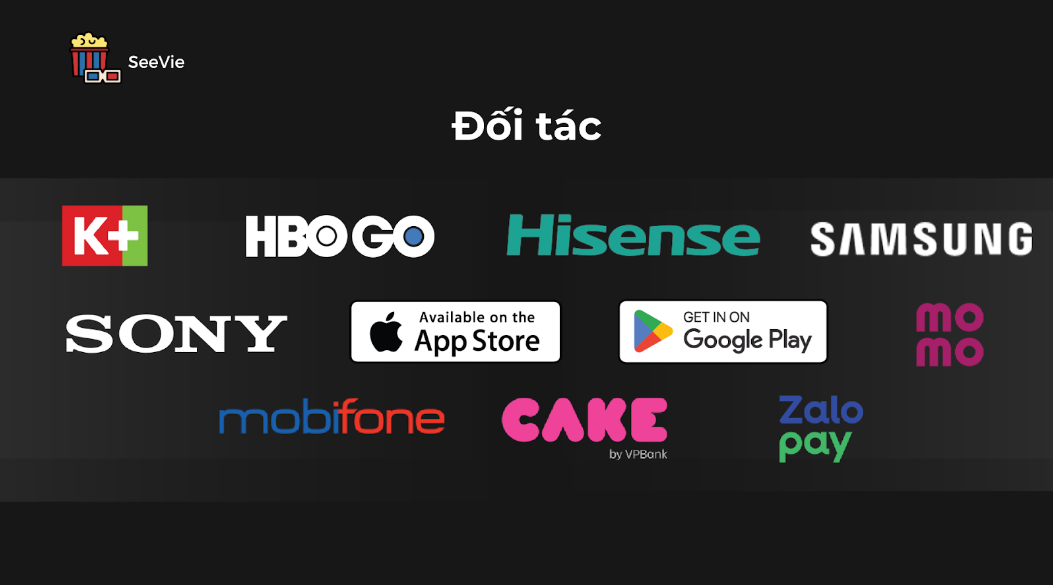 SeeVie
Đối tác
K+
HBO GO
Hisense
SAMSUNG
SONY
Available on the
App Store
GET IN ON
Google Play
mo
mo
mobifone
CAKE
by VPBank
Zalo
pay